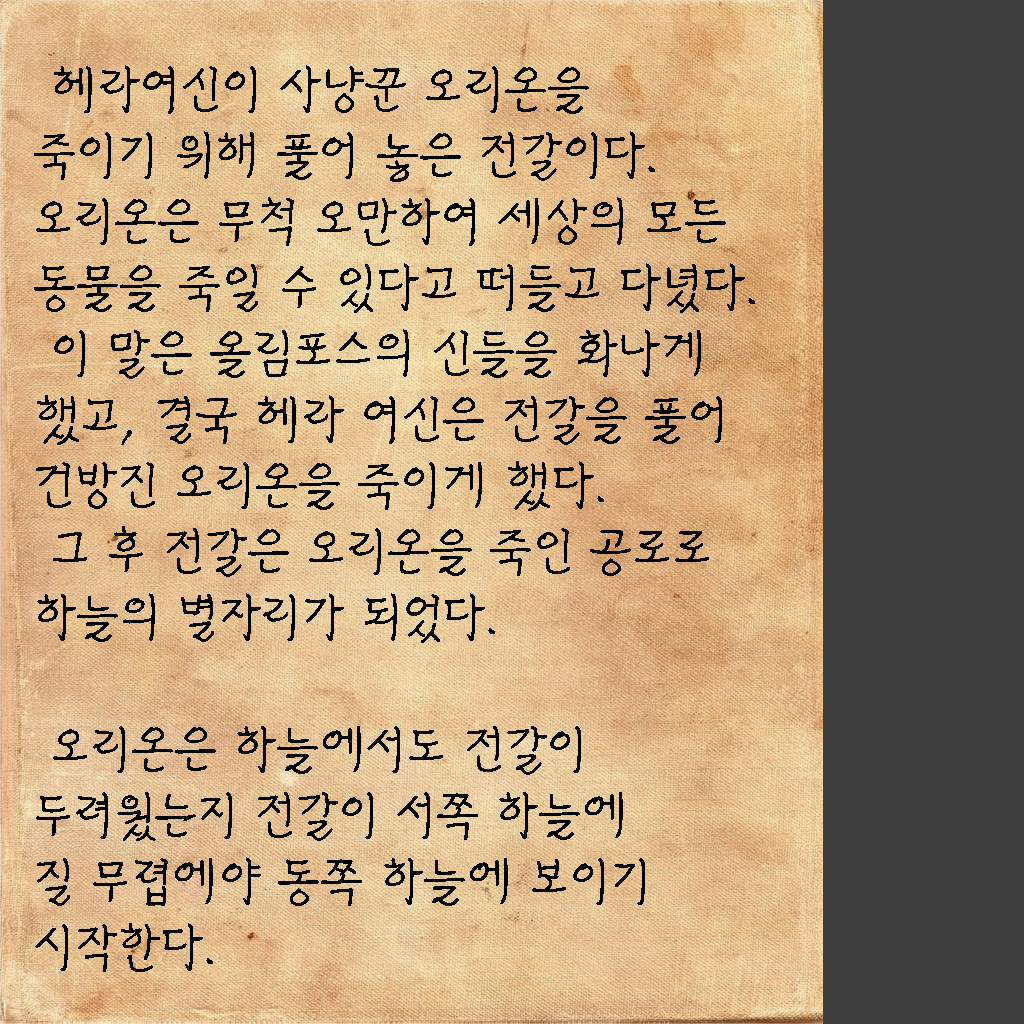 헤라여신이 사냥꾼 오리온을
죽이기 위해 풀어 놓은 전갈이다.
오리온은 무척 오만하여 세상의 모든
동물을 죽일 수 있다고 떠들고 다녔다.
이 말은 올림포스의 신들을 화나게
했고, 결국 헤라 여신은 전갈을 풀어
건방진 오리온을 죽이게 했다.
그 후 전갈은 오리온을 죽인 공로로
하늘의 별자리가 되었다.
오리온은 하늘에서도 전갈이
두려웠는지 전갈이 서쪽 하늘에
질 무렵에야 동쪽 하늘에 보이기
시작한다.